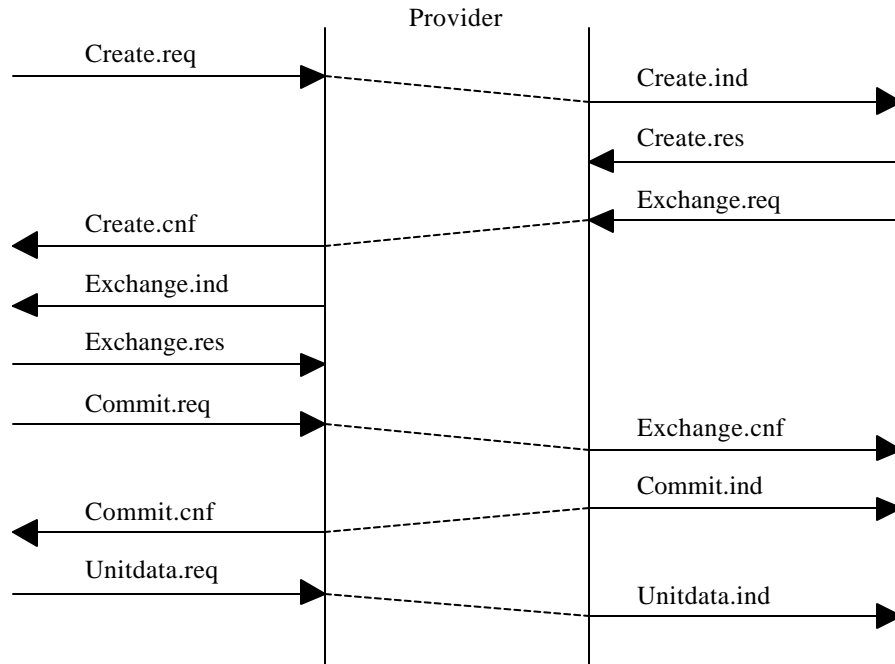 Provider
Create.req
Create.ind
Create.res
Exchange.req
Create.cnf
Exchange.ind
Exchange.res
Commit.req
Exchange.cnf
Commit.ind
Commit.cnf
Unitdata.req
Unitdata.ind